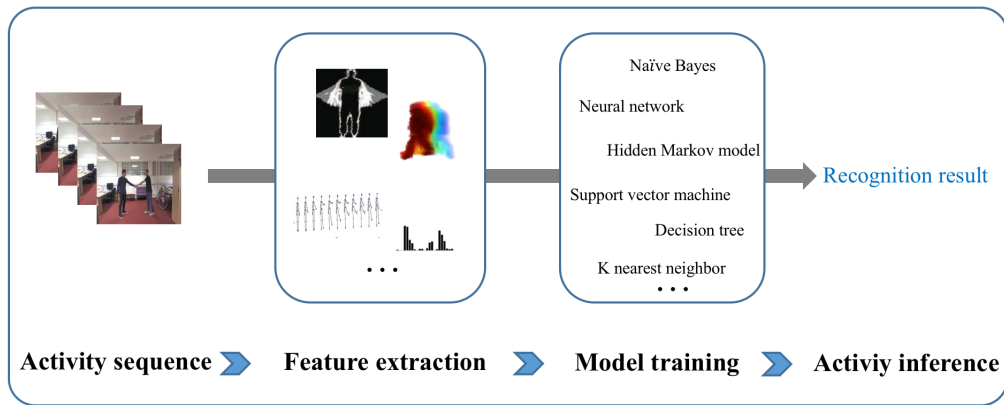 Naïve Bayes
Neural network
Hidden Markov model
Support vector machine
Decision tree
K nearest neighbor
• • •
• • •
Recognition result
Activity sequence
Feature extraction
Model training
Activiy inference